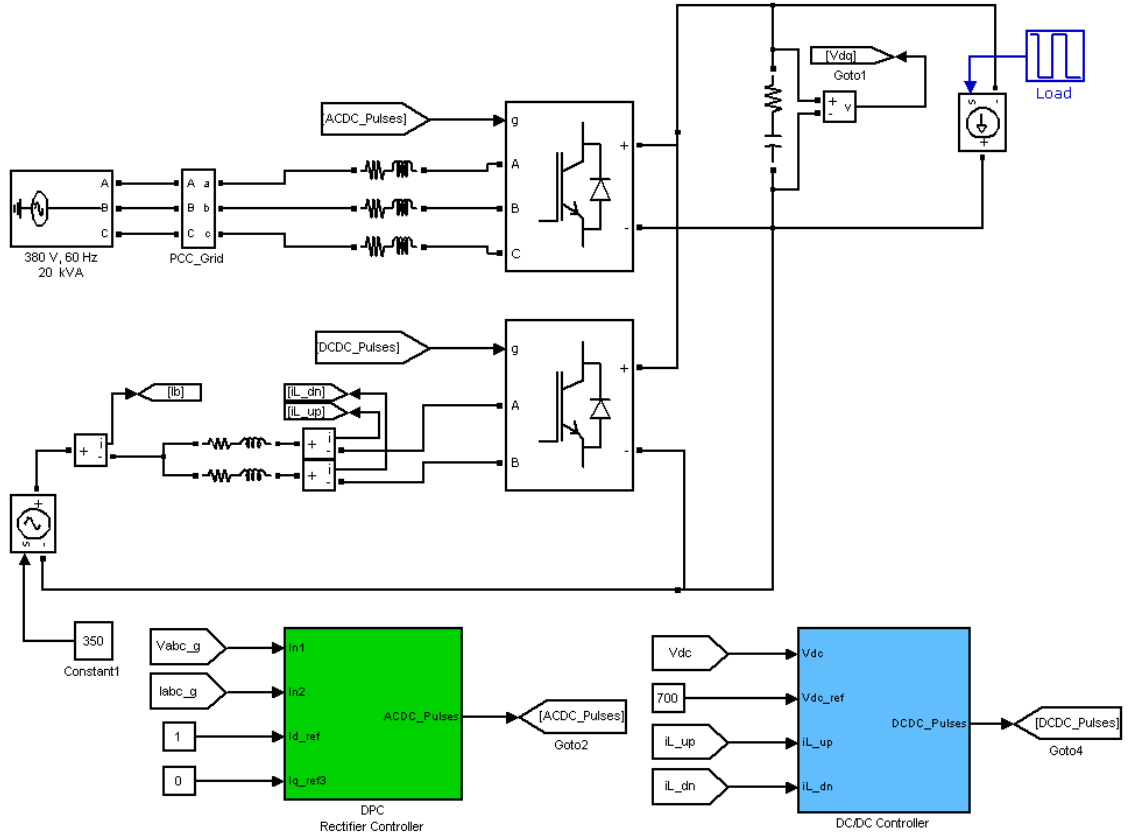 [Vdq]
Goto1
v
Load
s
[ACDC_Pulses]
g
A
B
C
A
B
C
A a
B b
C c
380 V, 60 Hz
20 kVA
PCC_Grid
[DCDC_Pulses]
g
A
B
[Ib]
[iL_dn]
[iL_up]
i
i
i
s
350
Constant1
Vabc_g
Iabc_g
1
0
In1
In2
Id_ref
Iq_ref3
ACDC_Pulses
DPC
Rectifier Controller
[ACDC_Pulses]
Goto2
Vdc
700
iL_up
iL_dn
Vdc
Vdc_ref
iL_up
iL_dn
DCDC_Pulses
DC/DC Controller
[DCDC_Pulses]
Goto4